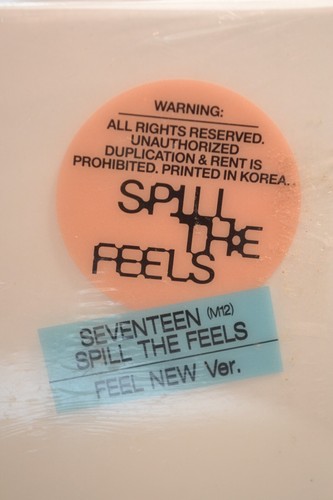 WARNING:
ALL RIGHTS RESERVED.
UNAUTHORIZED
DUPLICATION & RENT IS
PROHIBITED. PRINTED IN KOREA.
SPILL
THE
FEELS
SEVENTEEN (M12)
SPILL THE FEELS
FEEL NEW Ver.